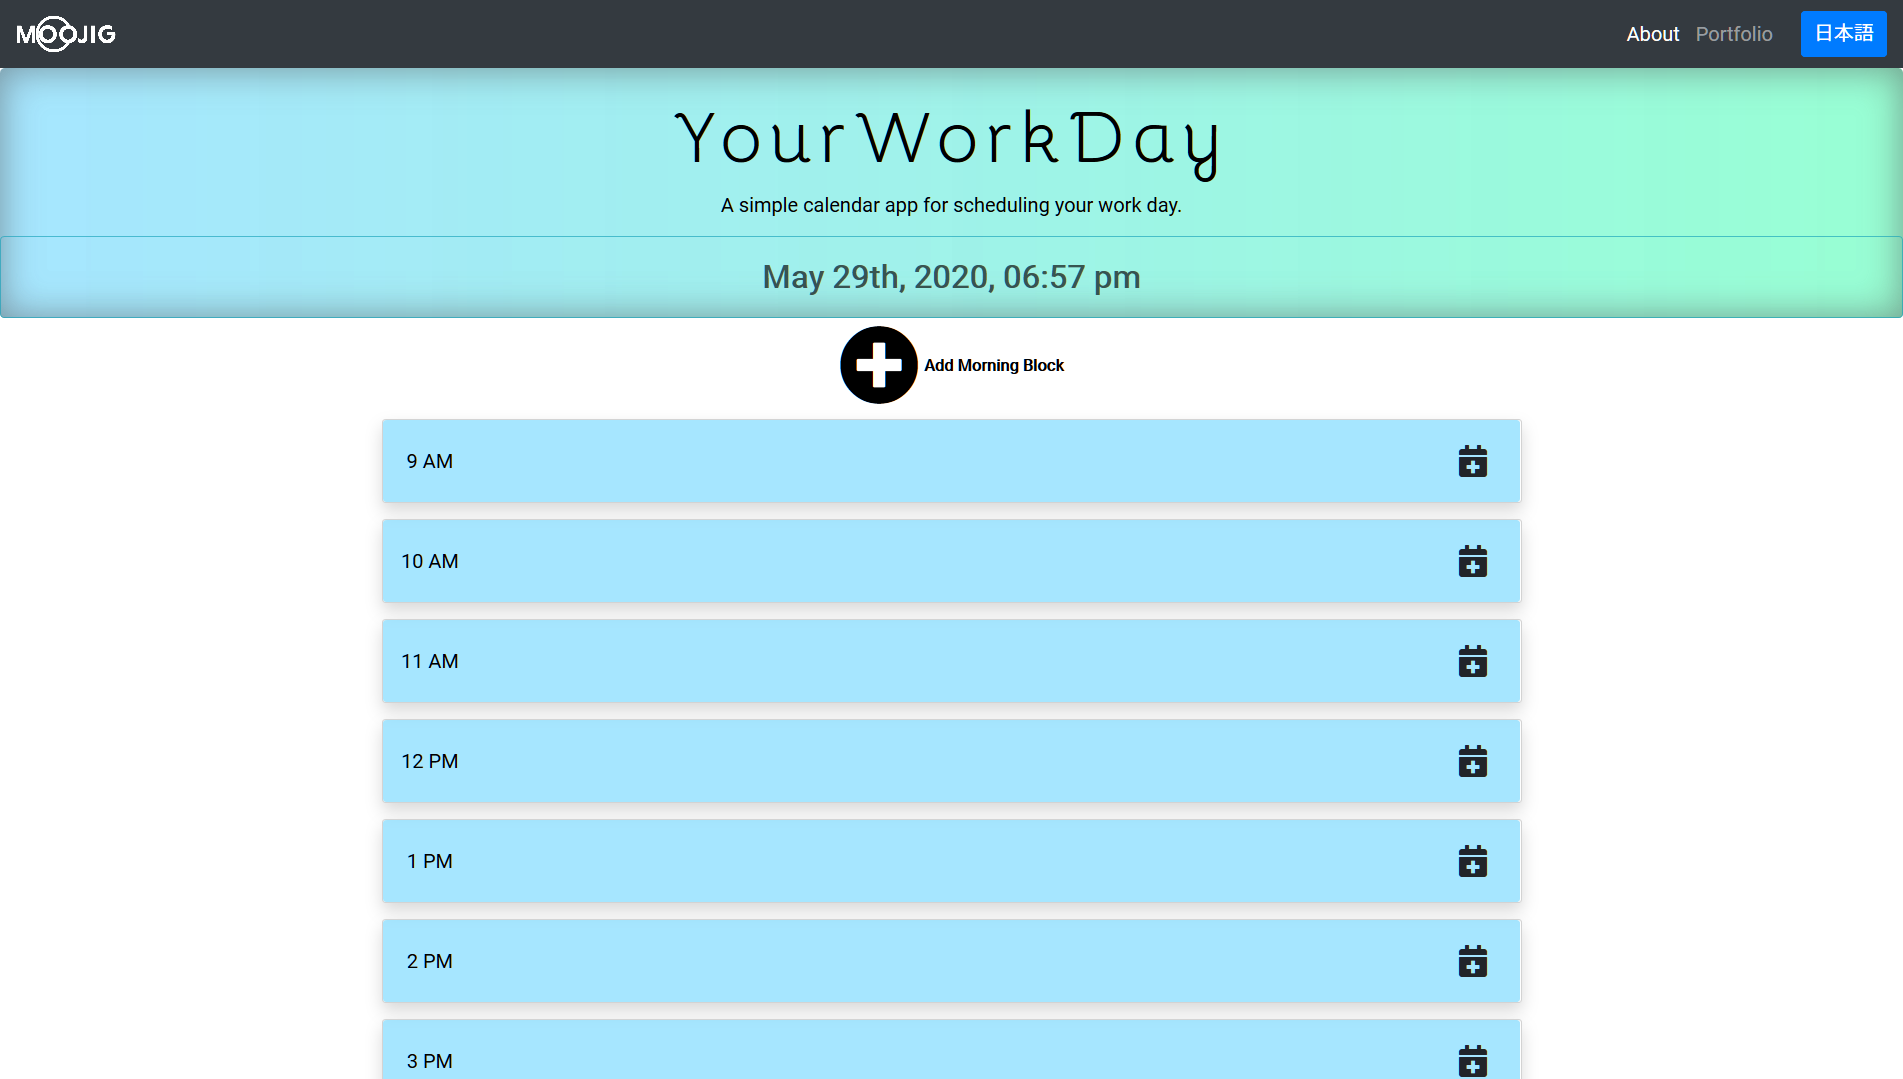 MOOJIG
About Portfolio 日本語
YourWorkDay
A simple calendar app for scheduling your work day.
May 29th, 2020, 06:57 pm
Add Morning Block
9 AM
10 AM
11 AM
12 PM
1 PM
2 PM
3 PM